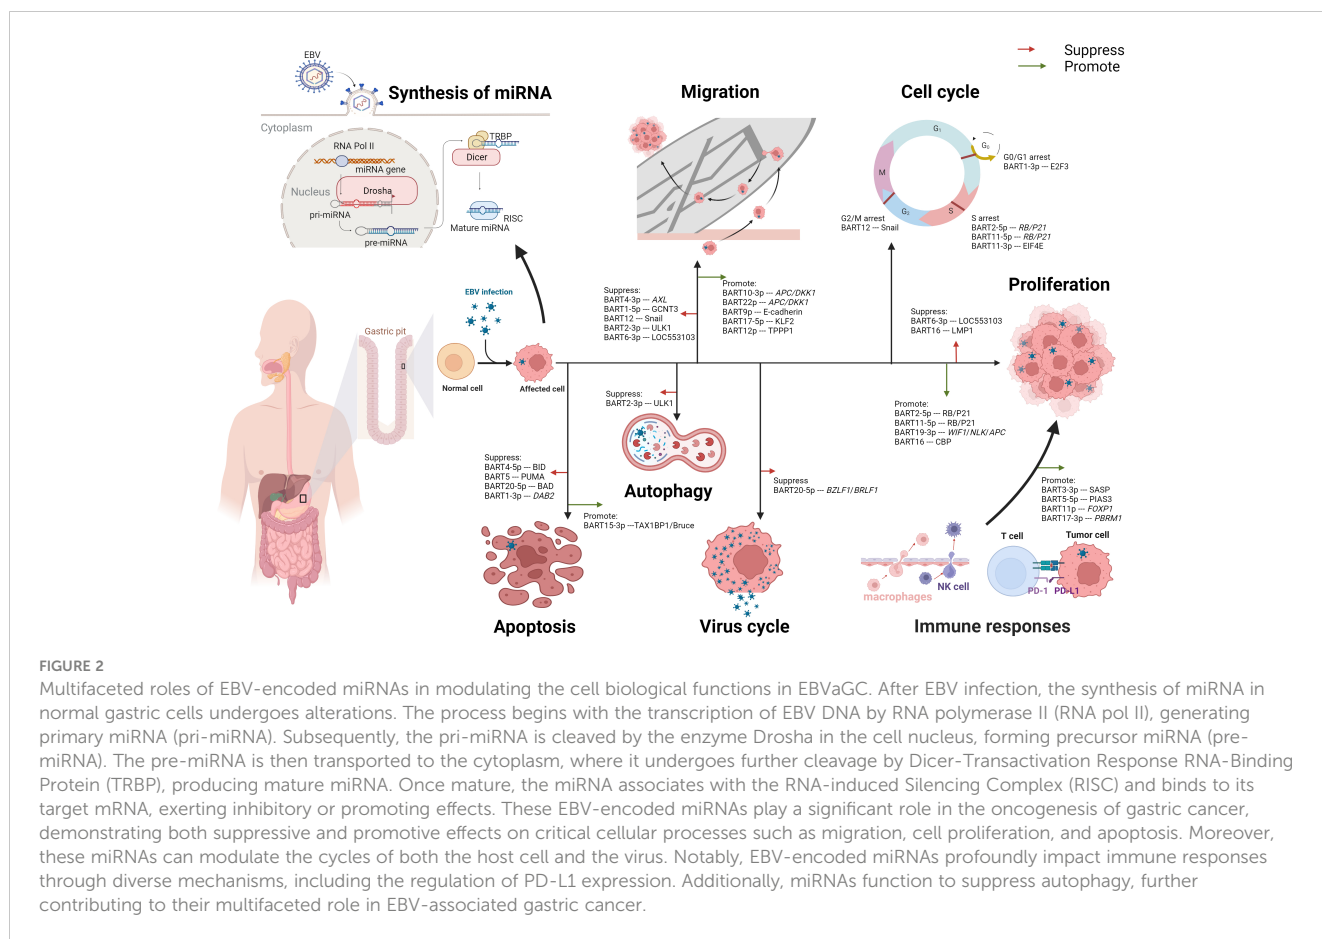 EBV
Synthesis of miRNA
Cytoplasm
RNA Pol II
miRNA gene
Nucleus
Drosha
pri-miRNA
pre-miRNA
TRBP
Dicer
RISC
Mature miRNA
Migration
Cell cycle
Suppress
Promote
G₁
G₀
M
G₂
S
G0/G1 arrest
BART1-3p --- E2F3
G2/M arrest
BART12 --- Snail
S arrest
BART2-5p --- RB/P21
BART11-5p --- RB/P21
BART11-3p --- EIF4E
Gastric pit
EBV infection
Normal cell
Affected cell
Suppress:
BART4-3p --- AXL
BART1-5p --- GCNT3
BART12 --- Snail
BART2-3p --- ULK1
BART6-3p --- LOC553103
Promote:
BART10-3p --- APC/DKK1
BART22p --- APC/DKK1
BART9p --- E-cadherin
BART17-5p --- KLF2
BART12p --- TPPP1
Suppress:
BART6-3p --- LOC553103
BART16 --- LMP1
Proliferation
Promote:
BART2-5p --- RB/P21
BART11-5p --- RB/P21
BART19-3p --- WIF1/NLK/APC
BART16 --- CBP
Suppress:
BART2-3p --- ULK1
Autophagy
Suppress:
BART4-5p --- BID
BART5 --- PUMA
BART20-5p --- BAD
BART1-3p --- DAB2
Promote:
BART15-3p ---TAX1BP1/Bruce
Apoptosis
Suppress
BART20-5p --- BZLF1/BRLF1
Virus cycle
Promote:
BART3-3p --- SASP
BART5-5p --- PIAS3
BART11p --- FOXP1
BART17-3p --- PBRM1
T cell
Tumor cell
PD-1
PD-L1
macrophages
NK cell
Immune responses
FIGURE 2
Multifaceted roles of EBV-encoded miRNAs in modulating the cell biological functions in EBVaGC. After EBV infection, the synthesis of miRNA in
normal gastric cells undergoes alterations. The process begins with the transcription of EBV DNA by RNA polymerase II (RNA pol II), generating
primary miRNA (pri-miRNA). Subsequently, the pri-miRNA is cleaved by the enzyme Drosha in the cell nucleus, forming precursor miRNA (pre-
miRNA). The pre-miRNA is then transported to the cytoplasm, where it undergoes further cleavage by Dicer-Transactivation Response RNA-Binding
Protein (TRBP), producing mature miRNA. Once mature, the miRNA associates with the RNA-induced Silencing Complex (RISC) and binds to its
target mRNA, exerting inhibitory or promoting effects. These EBV-encoded miRNAs play a significant role in the oncogenesis of gastric cancer,
demonstrating both suppressive and promotive effects on critical cellular processes such as migration, cell proliferation, and apoptosis. Moreover,
these miRNAs can modulate the cycles of both the host cell and the virus. Notably, EBV-encoded miRNAs profoundly impact immune responses
through diverse mechanisms, including the regulation of PD-L1 expression. Additionally, miRNAs function to suppress autophagy, further
contributing to their multifaceted role in EBV-associated gastric cancer.